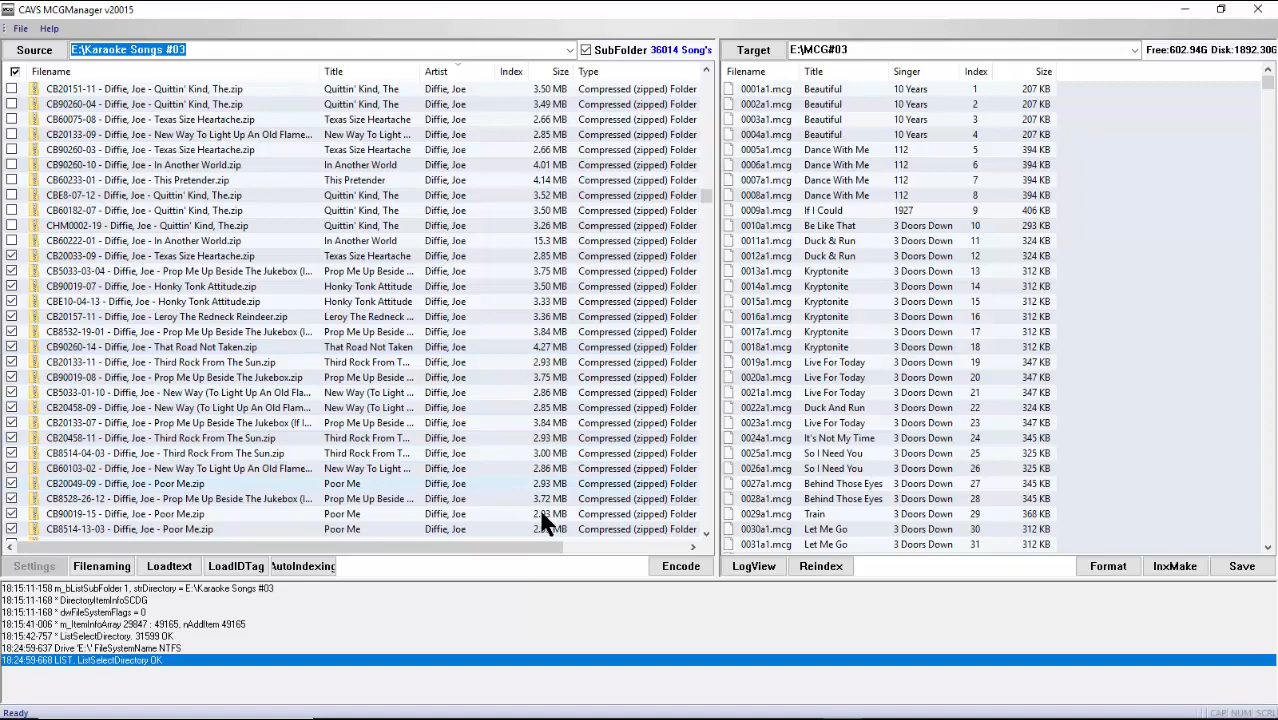 CAVS MCGManager v20015
File Help
Source E:\Karaoke Songs #03 SubFolder 36014 Song's Target E:\MCG#03 Free:602.94G Disk:1892.30G
Filename Title Artist Index Size Type
CB20151-11 - Diffie, Joe - Quittin' Kind, The.zip Quittin' Kind, The Diffie, Joe 3.50 MB Compressed (zipped) Folder
CB90260-04 - Diffie, Joe - Quittin' Kind, The.zip Quittin' Kind, The Diffie, Joe 3.49 MB Compressed (zipped) Folder
CB60075-08 - Diffie, Joe - Texas Size Heartache.zip Texas Size Heartache Diffie, Joe 2.66 MB Compressed (zipped) Folder
CB20133-09 - Diffie, Joe - New Way To Light Up An Old Flame... New Way To Light ... Diffie, Joe 2.85 MB Compressed (zipped) Folder
CB90260-03 - Diffie, Joe - Texas Size Heartache.zip Texas Size Heartache Diffie, Joe 2.66 MB Compressed (zipped) Folder
CB90260-10 - Diffie, Joe - In Another World.zip In Another World Diffie, Joe 4.01 MB Compressed (zipped) Folder
CB60233-01 - Diffie, Joe - This Pretender.zip This Pretender Diffie, Joe 4.14 MB Compressed (zipped) Folder
CBE8-07-12 - Diffie, Joe - Quittin' Kind, The.zip Quittin' Kind, The Diffie, Joe 3.52 MB Compressed (zipped) Folder
CB60182-07 - Diffie, Joe - Quittin' Kind, The.zip Quittin' Kind, The Diffie, Joe 3.50 MB Compressed (zipped) Folder
CHM0002-19 - Diffie, Joe - Quittin' Kind, The.zip Quittin' Kind, The Diffie, Joe 3.26 MB Compressed (zipped) Folder
CB60222-01 - Diffie, Joe - In Another World.zip In Another World Diffie, Joe 15.3 MB Compressed (zipped) Folder
CB20033-09 - Diffie, Joe - Texas Size Heartache.zip Texas Size Heartache Diffie, Joe 2.65 MB Compressed (zipped) Folder
CB5033-03-04 - Diffie, Joe - Prop Me Up Beside The Jukebox (I... Prop Me Up Beside ... Diffie, Joe 3.75 MB Compressed (zipped) Folder
CB90019-07 - Diffie, Joe - Honky Tonk Attitude.zip Honky Tonk Attitude Diffie, Joe 3.50 MB Compressed (zipped) Folder
CBE10-04-13 - Diffie, Joe - Honky Tonk Attitude.zip Honky Tonk Attitude Diffie, Joe 3.33 MB Compressed (zipped) Folder
CB20157-11 - Diffie, Joe - Leroy The Redneck Reindeer.zip Leroy The Redneck ... Diffie, Joe 3.36 MB Compressed (zipped) Folder
CB8532-19-01 - Diffie, Joe - Prop Me Up Beside The Jukebox (I... Prop Me Up Beside ... Diffie, Joe 3.84 MB Compressed (zipped) Folder
CB90260-14 - Diffie, Joe - That Road Not Taken.zip That Road Not Taken Diffie, Joe 4.27 MB Compressed (zipped) Folder
CB20133-11 - Diffie, Joe - Third Rock From The Sun.zip Third Rock From T... Diffie, Joe 2.93 MB Compressed (zipped) Folder
CB90019-08 - Diffie, Joe - Prop Me Up Beside The Jukebox.zip Prop Me Up Beside ... Diffie, Joe 3.75 MB Compressed (zipped) Folder
CB5033-01-10 - Diffie, Joe - New Way (To Light Up An Old Flam... New Way (To Light ... Diffie, Joe 2.86 MB Compressed (zipped) Folder
CB20458-09 - Diffie, Joe - New Way (To Light Up An Old Flam... New Way (To Light ... Diffie, Joe 2.85 MB Compressed (zipped) Folder
CB20133-07 - Diffie, Joe - Prop Me Up Beside The Jukebox (If ... Prop Me Up Beside ... Diffie, Joe 3.84 MB Compressed (zipped) Folder
CB20458-11 - Diffie, Joe - Third Rock From The Sun.zip Third Rock From T... Diffie, Joe 2.93 MB Compressed (zipped) Folder
CB8514-04-03 - Diffie, Joe - Third Rock From The Sun.zip Third Rock From T... Diffie, Joe 3.00 MB Compressed (zipped) Folder
CB60103-02 - Diffie, Joe - New Way To Light Up An Old Flame... New Way To Light ... Diffie, Joe 2.86 MB Compressed (zipped) Folder
CB20049-09 - Diffie, Joe - Poor Me.zip Poor Me Diffie, Joe 2.93 MB Compressed (zipped) Folder
CB8528-26-12 - Diffie, Joe - Prop Me Up Beside The Jukebox (I... Prop Me Up Beside ... Diffie, Joe 3.72 MB Compressed (zipped) Folder
CB90019-15 - Diffie, Joe - Poor Me.zip Poor Me Diffie, Joe MB Compressed (zipped) Folder
CB8514-13-03 - Diffie, Joe - Poor Me.zip Poor Me Diffie, Joe MB Compressed (zipped) Folder
Filename Title Singer Index Size
0001a1.mcg Beautiful 10 Years 1 207 KB
0002a1.mcg Beautiful 10 Years 2 207 KB
0003a1.mcg Beautiful 10 Years 3 207 KB
0004a1.mcg Beautiful 10 Years 4 207 KB
0005a1.mcg Dance With Me 112 5 394 KB
0006a1.mcg Dance With Me 112 6 394 KB
0007a1.mcg Dance With Me 112 7 394 KB
0008a1.mcg Dance With Me 112 8 394 KB
0009a1.mcg If I Could 1927 9 406 KB
0010a1.mcg Be Like That 3 Doors Down 10 293 KB
0011a1.mcg Duck & Run 3 Doors Down 11 324 KB
0012a1.mcg Duck & Run 3 Doors Down 12 324 KB
0013a1.mcg Kryptonite 3 Doors Down 13 312 KB
0014a1.mcg Kryptonite 3 Doors Down 14 312 KB
0015a1.mcg Kryptonite 3 Doors Down 15 312 KB
0016a1.mcg Kryptonite 3 Doors Down 16 312 KB
0017a1.mcg Kryptonite 3 Doors Down 17 312 KB
0018a1.mcg Kryptonite 3 Doors Down 18 312 KB
0019a1.mcg Live For Today 3 Doors Down 19 347 KB
0020a1.mcg Live For Today 3 Doors Down 20 347 KB
0021a1.mcg Live For Today 3 Doors Down 21 347 KB
0022a1.mcg Duck And Run 3 Doors Down 22 324 KB
0023a1.mcg Live For Today 3 Doors Down 23 347 KB
0024a1.mcg It's Not My Time 3 Doors Down 24 347 KB
0025a1.mcg So I Need You 3 Doors Down 25 347 KB
0026a1.mcg So I Need You 3 Doors Down 26 347 KB
0027a1.mcg Behind Those Eyes 3 Doors Down 27 345 KB
0028a1.mcg Behind Those Eyes 3 Doors Down 28 345 KB
0029a1.mcg Train 3 Doors Down 29 368 KB
0030a1.mcg Let Me Go 3 Doors Down 30 312 KB
0031a1.mcg Let Me Go 3 Doors Down 31 312 KB
Settings Filenaming Loadtext LoadIDTag AutoIndexing Encode LogView Reindex Format InxMake Save
18:15:11-158 m_bListSubFolder 1, strDirectory = E:\Karaoke Songs #03
18:15:11-168 * DirectoryItemInfoSCDG
18:15:11-168 * dwFileSystemFlags = 0
18:15:41-006 * m_ItemInfoArray 29847 : 49165, nAddItem 49165
18:15:42-757 * ListSelectDirectory. 31599 OK
18:24:59-637 Drive 'E:\' FileSystemName NTFS
18:24:59-668 LIST. ListSelectDirectory OK
Ready CAP NUM SCRL